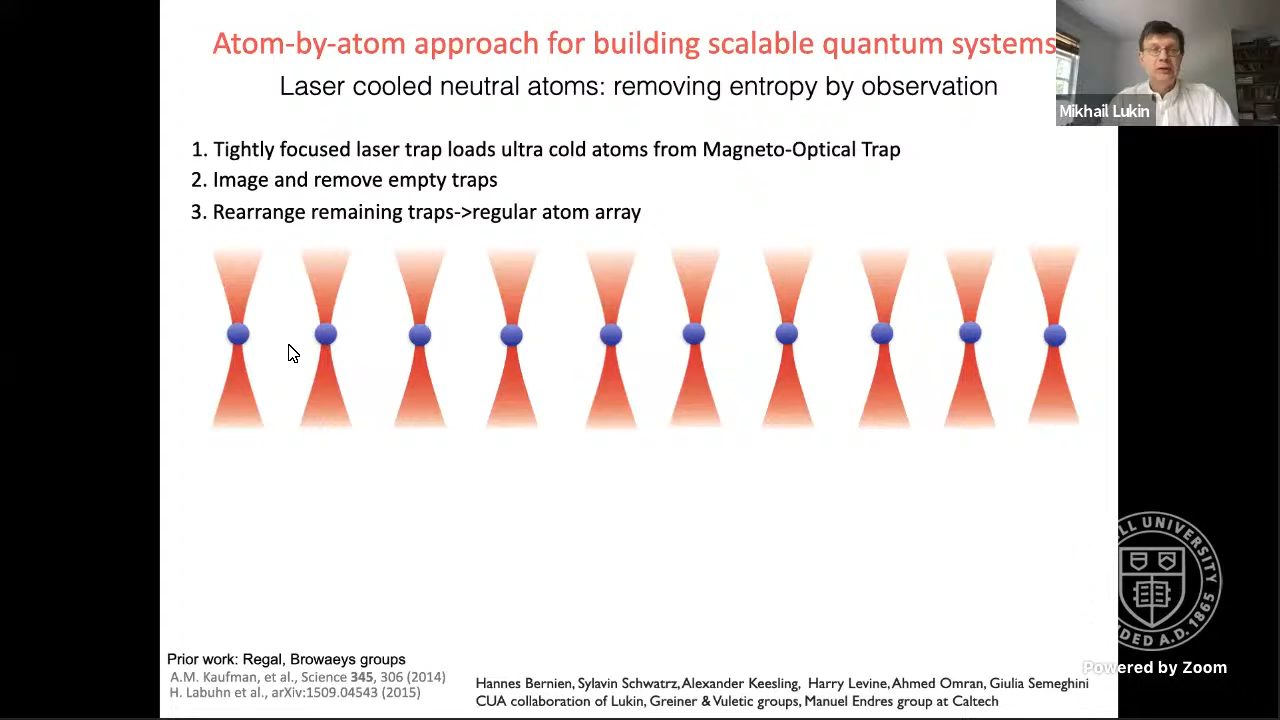 Atom-by-atom approach for building scalable quantum systems
Laser cooled neutral atoms: removing entropy by observation
Mikhail Lukin
1. Tightly focused laser trap loads ultra cold atoms from Magneto-Optical Trap
2. Image and remove empty traps
3. Rearrange remaining traps->regular atom array
LL UNIVERSITY
DED A.D. 1865
Powered by Zoom
Prior work: Regal, Browaeys groups
A.M. Kaufman, et al., Science 345, 306 (2014)
H. Labuhn et al., arXiv:1509.04543 (2015)
Hannes Bernien, Sylavin Schwatrz, Alexander Keesling, Harry Levine, Ahmed Omran, Giulia Semeghini
CUA collaboration of Lukin, Greiner & Vuletic groups, Manuel Endres group at Caltech